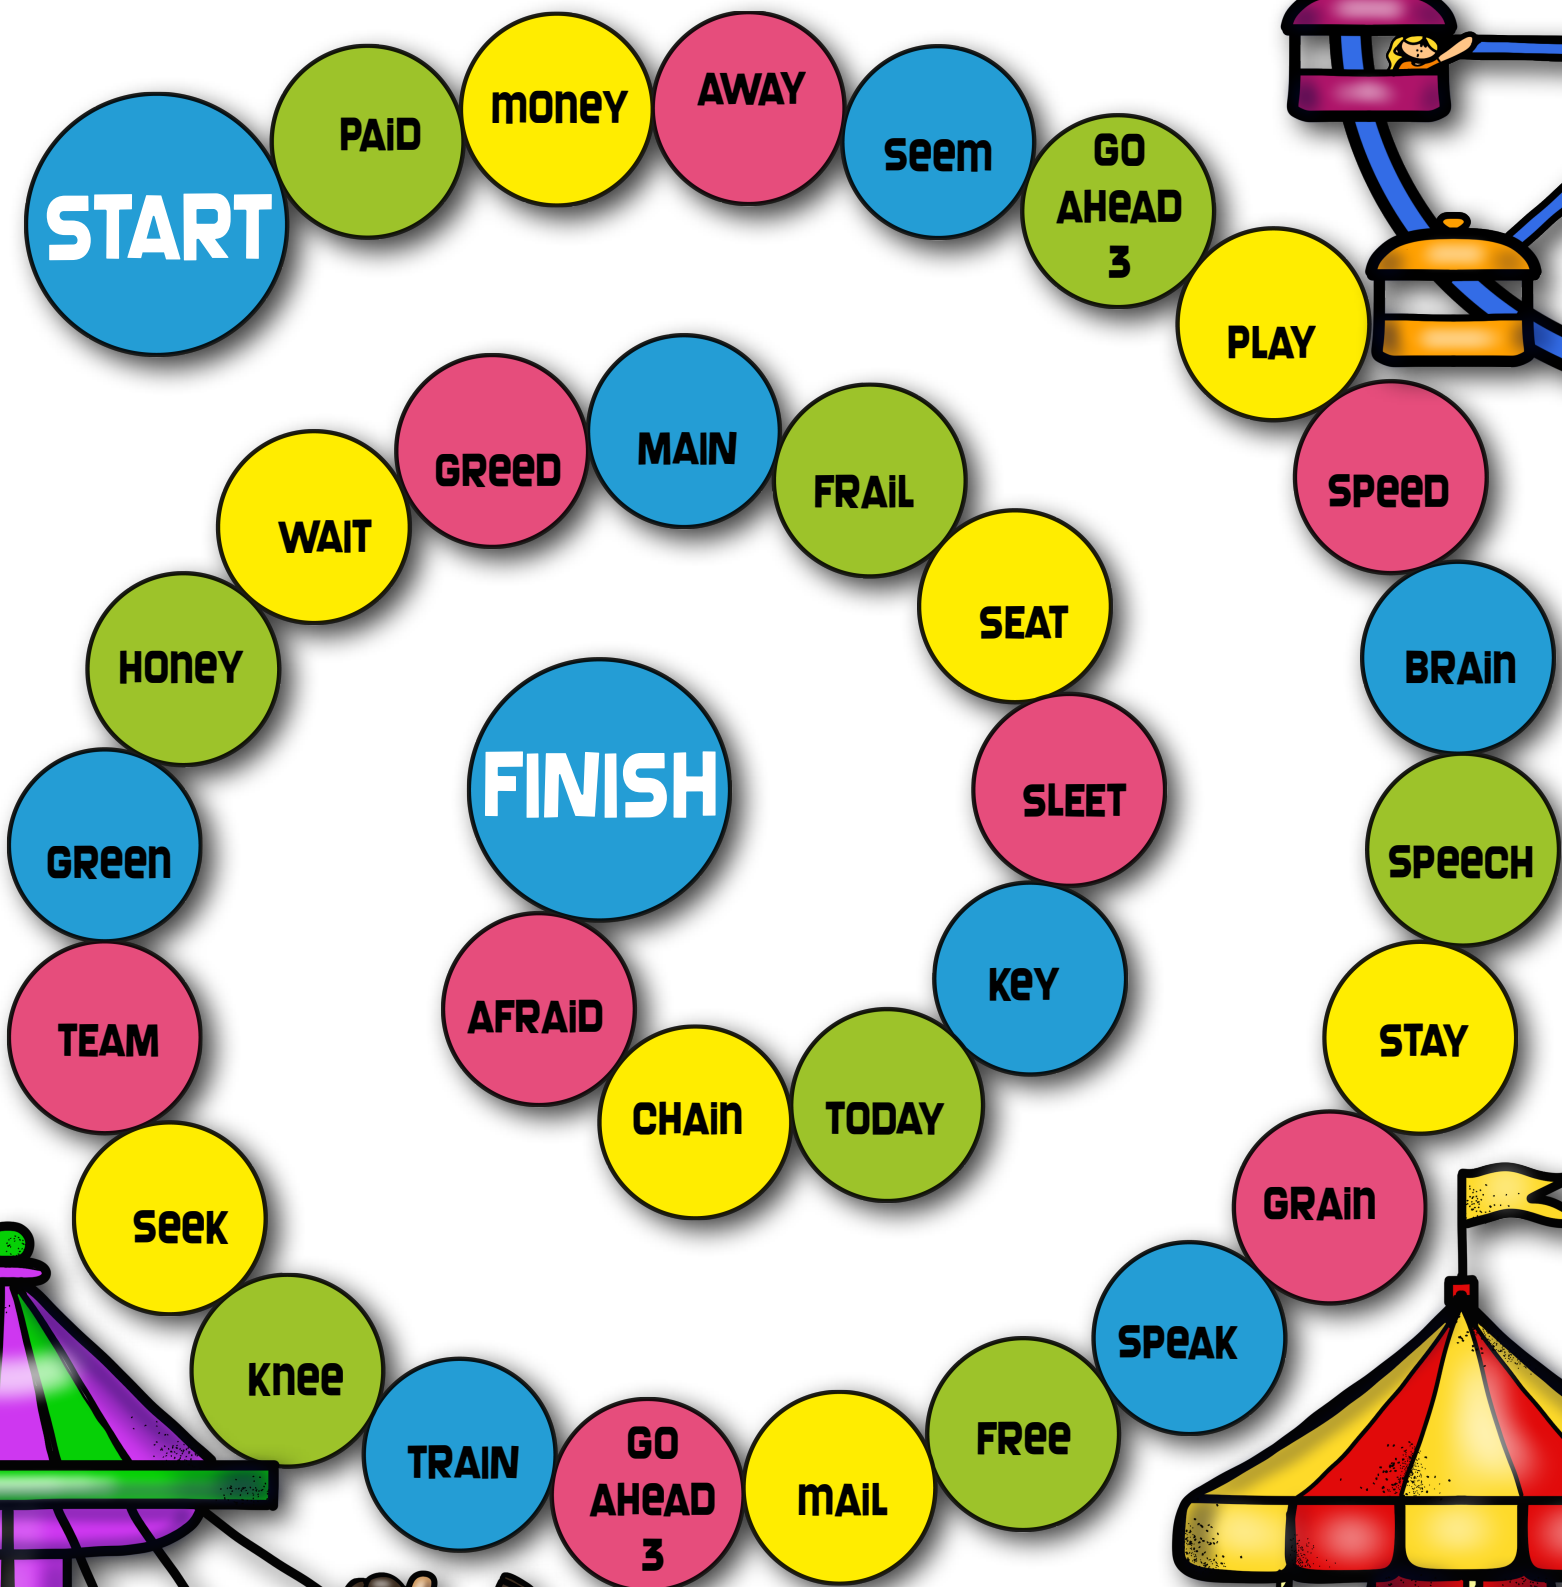 START
PAiD
moneY
AWAY
seem
GO
AHeAD
3
PLAY
SPeeD
BRAin
SPeeCH
STAY
GRAin
SPeAK
FRee
mAiL
GO
AHeAD
3
TRAIN
Knee
SeeK
TEAM
GReen
HOneY
WAIT
GReeD
MAIN
FRAiL
SEAT
SLEET
KeY
TODAY
CHAin
AFRAiD
FINISH